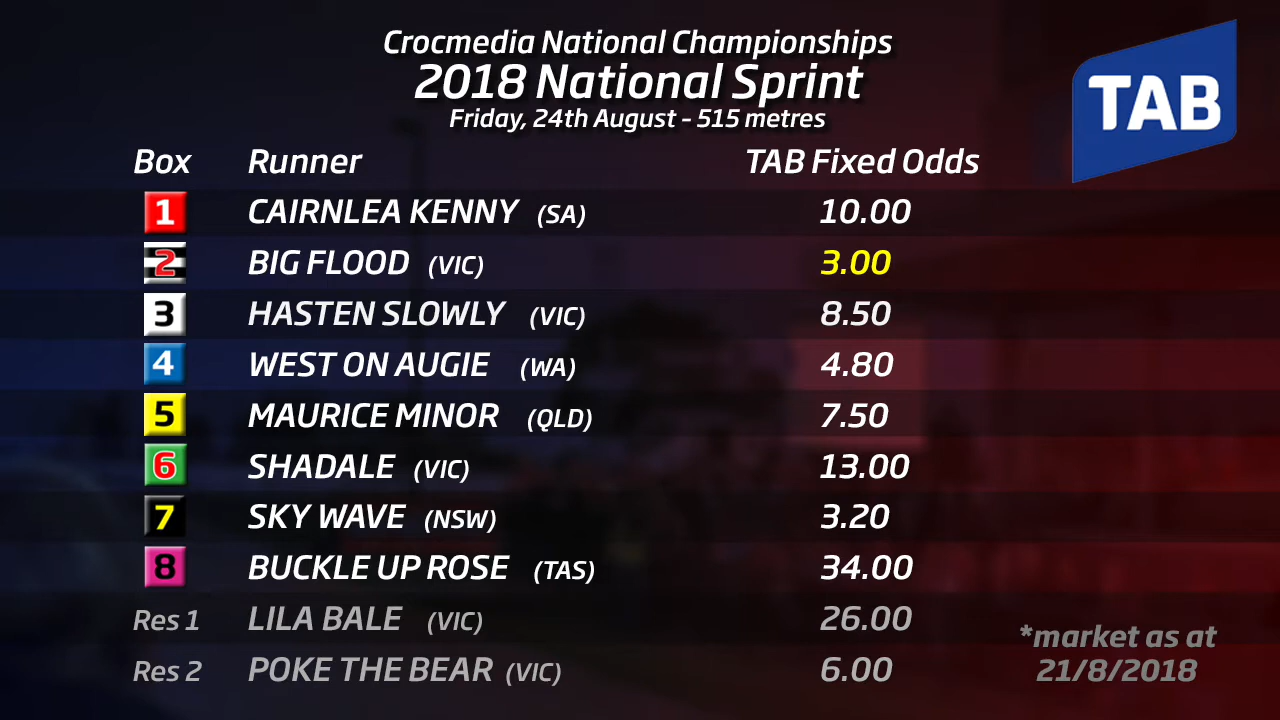 Crocmedia National Championships
2018 National Sprint
Friday, 24th August - 515 metres
TAB
Box Runner TAB Fixed Odds
1 CAIRNLEA KENNY (SA) 10.00
2 BIG FLOOD (VIC) 3.00
3 HASTEN SLOWLY (VIC) 8.50
4 WEST ON AUGIE (WA) 4.80
5 MAURICE MINOR (QLD) 7.50
6 SHADALE (VIC) 13.00
7 SKY WAVE (NSW) 3.20
8 BUCKLE UP ROSE (TAS) 34.00
Res 1 LILA BALE (VIC) 26.00
Res 2 POKE THE BEAR (VIC) 6.00
*market as at
21/8/2018